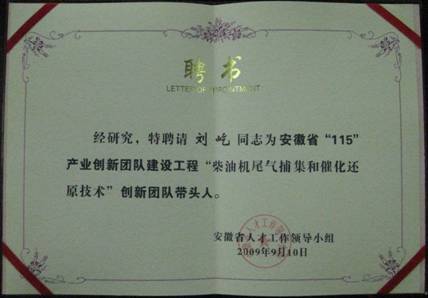 聘书
LETTER OF APPOINTMENT
经研究，特聘请 刘屹 同志为安徽省“115”
产业创新团队建设工程“柴油机尾气捕集和催化还
原技术”创新团队带头人。
安徽省人才工作领导小组
2009年9月10日